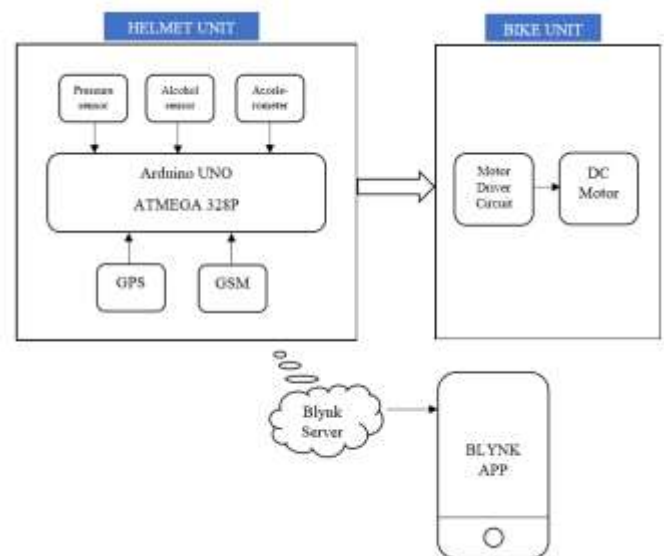 HELMET UNIT
BIKE UNIT
Pressure
sensor
Alcohol
sensor
Accele-
rometer
Arduino UNO
ATMEGA 328P
GPS
GSM
Motor
Driver
Circuit
DC
Motor
Blynk
Server
BLYNK
APP